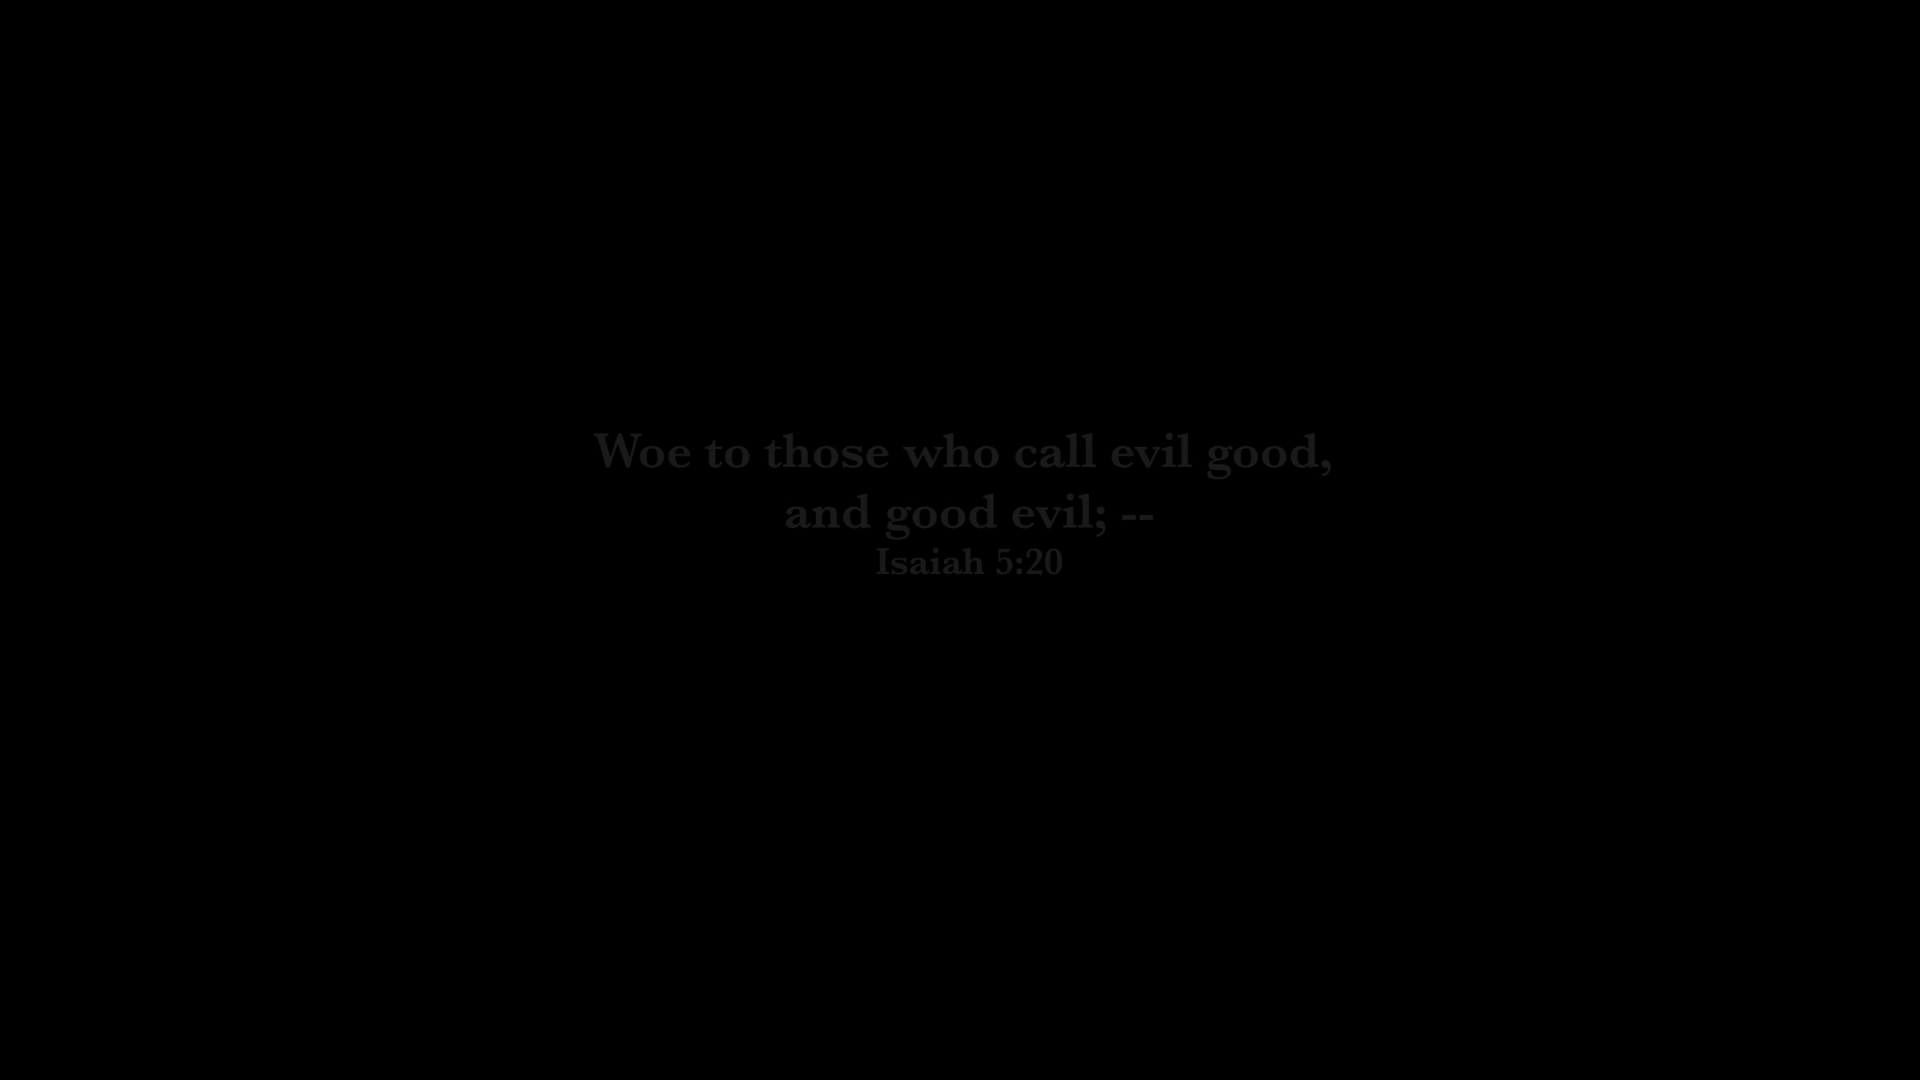 Woe to those who call evil good,
and good evil; --
Isaiah 5:20